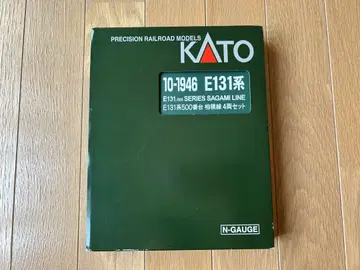 PRECISION RAILROAD MODELS
KATO
10-1946 E131系
E131-500 SERIES SAGAMI LINE
E131系500番台 相模線 4両セット
N-GAUGE